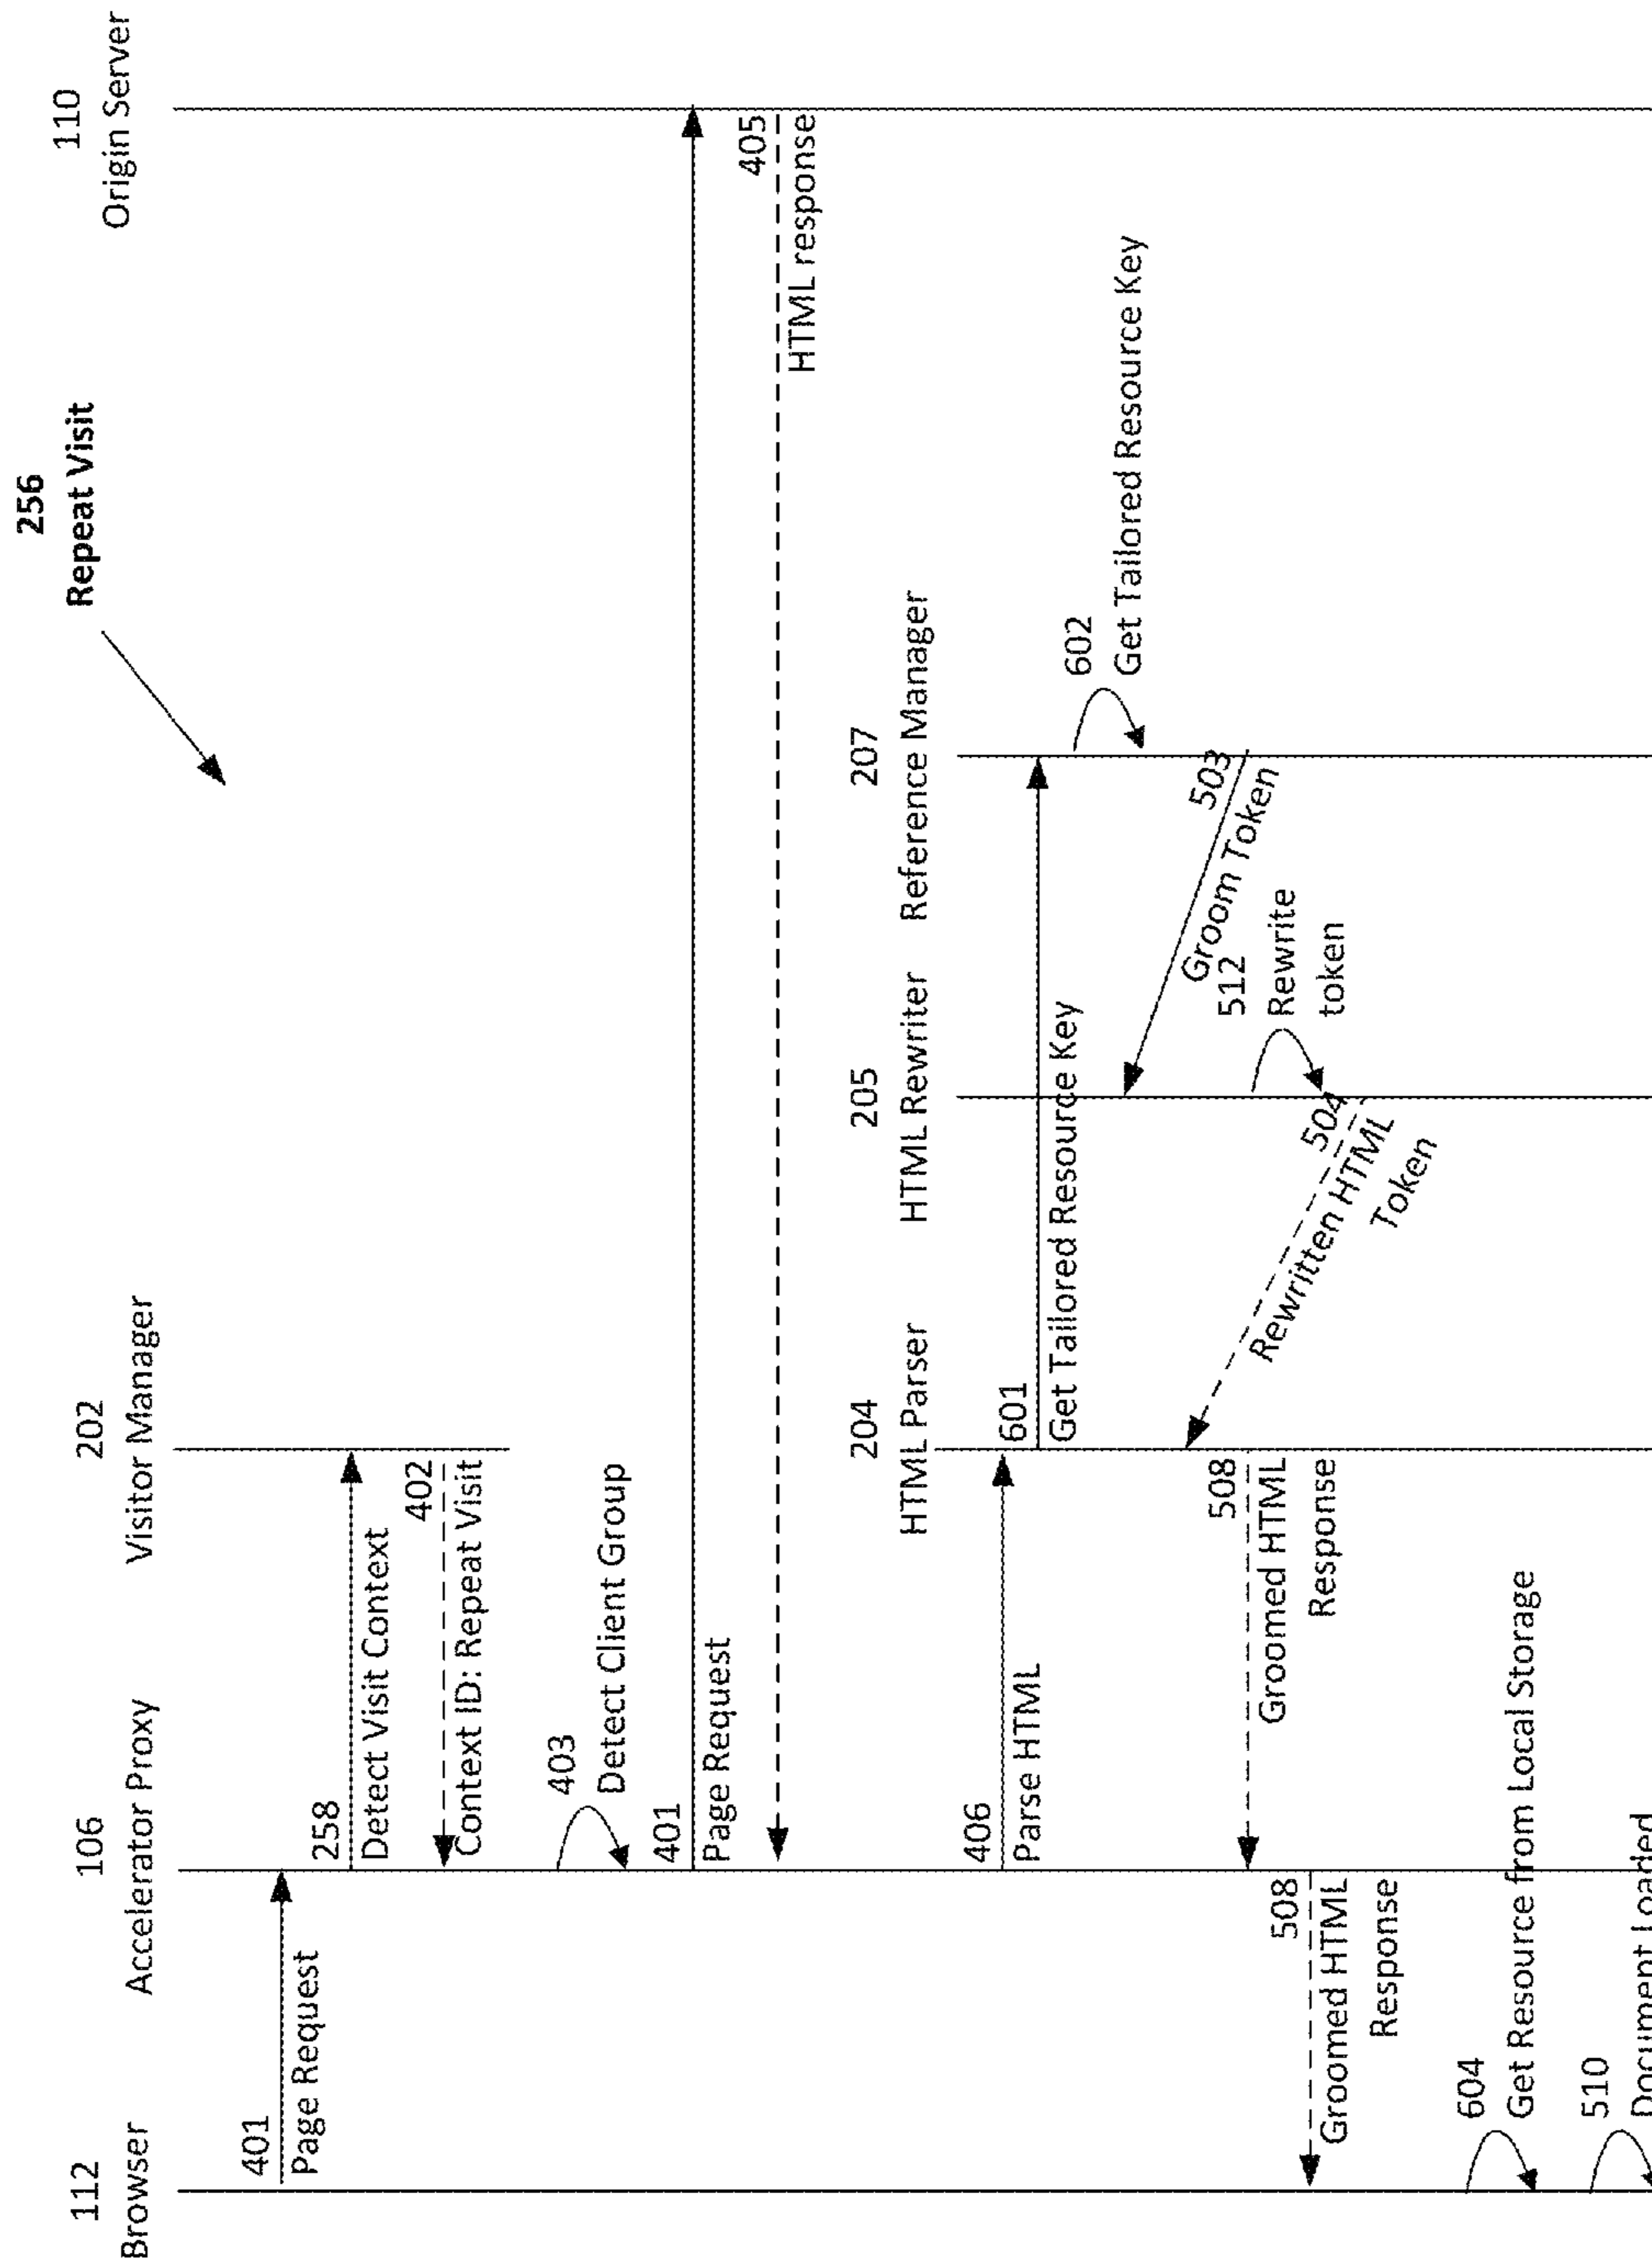 256
Repeat Visit
112
Browser
106
Accelerator Proxy
202
Visitor Manager
110
Origin Server
401
Page Request
258
Detect Visit Context
402
Context ID: Repeat Visit
403
Detect Client Group
401
Page Request
405
HTML response
204
HTML Parser
205
HTML Rewriter
207
Reference Manager
406
Parse HTML
601
Get Tailored Resource Key
602
Get Tailored Resource Key
503
Groom Token
512
Rewrite
token
504
Rewritten HTML
Token
508
Groomed HTML
Response
508
Groomed HTML
Response
604
Get Resource from Local Storage
510
Document Loaded